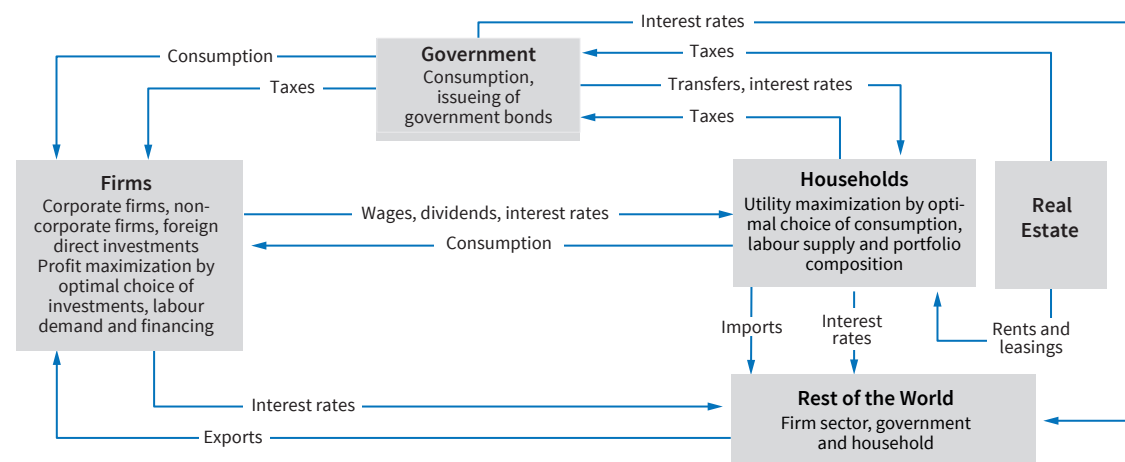 Interest rates
Government
Consumption,
issueing of
government bonds
Consumption
Taxes
Taxes
Transfers, interest rates
Taxes
Firms
Corporate firms, non-
corporate firms, foreign
direct investments
Profit maximization by
optimal choice of
investments, labour
demand and financing
Wages, dividends, interest rates
Consumption
Households
Utility maximization by opti-
mal choice of consumption,
labour supply and portfolio
composition
Real
Estate
Imports
Interest
rates
Rents and
leasings
Interest rates
Exports
Rest of the World
Firm sector, government
and household